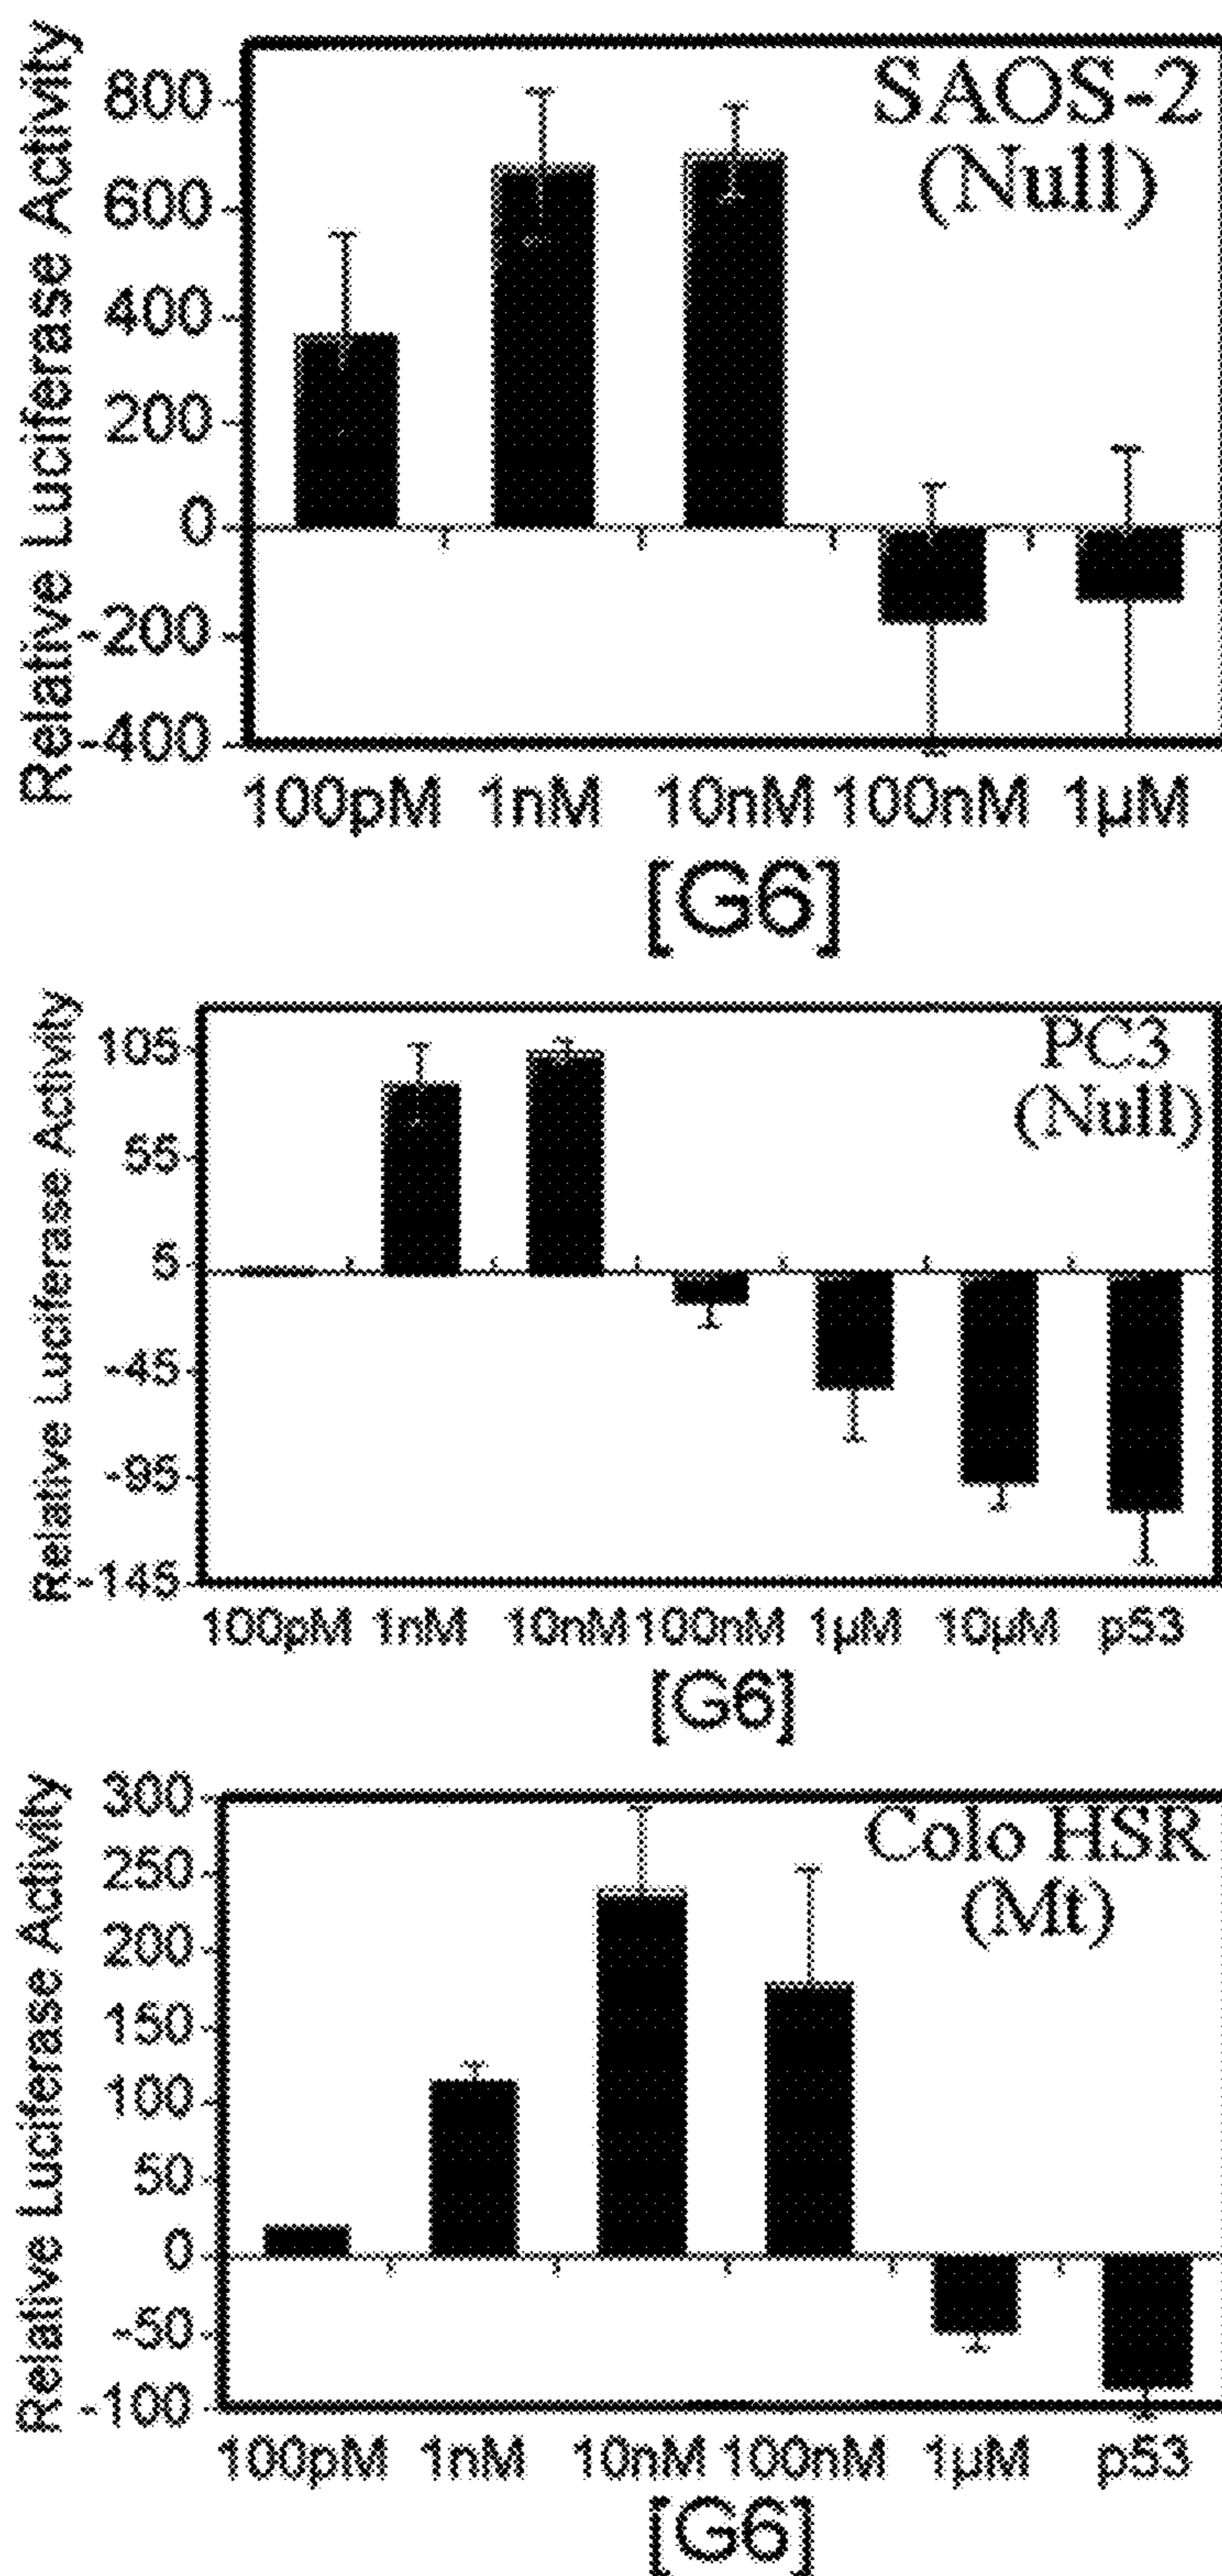 Relative Luciferase Activity
SAOS-2
(Null)
800
600
400
200
0
-200
-400
100pM 1nM 10nM 100nM 1µM
[G6]
Relative Luciferase Activity
PC3
(Null)
105
55
5
-45
-95
-145
100pM 1nM 10nM 100nM 1µM 10µM p53
[G6]
Relative Luciferase Activity
Colo HSR
(Mt)
300
250
200
150
100
50
0
-50
-100
100pM 1nM 10nM 100nM 1µM p53
[G6]